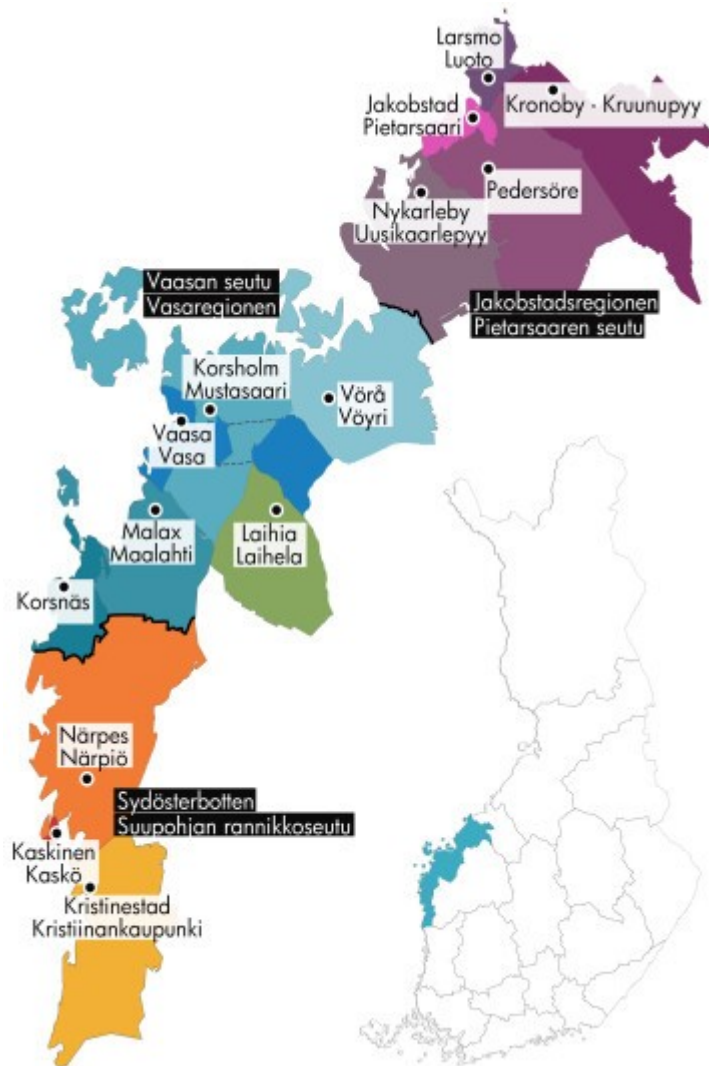 Larsmo
Luoto
Jakobstad
Pietarsaari
Kronoby - Kruunupyy
Pedersöre
Nykarleby
Uusikaarlepyy
Jakobstadsregionen
Pietarsaaren seutu
Vaasan seutu
Vasaregionen
Korsholm
Mustasaari
Vörå
Vöyri
Vaasa
Vasa
Malax
Maalahti
Laihia
Laihela
Korsnäs
Närpes
Närpiö
Sydösterbotten
Suupohjan rannikkoseutu
Kaskinen
Kaskö
Kristinestad
Kristiinankaupunki